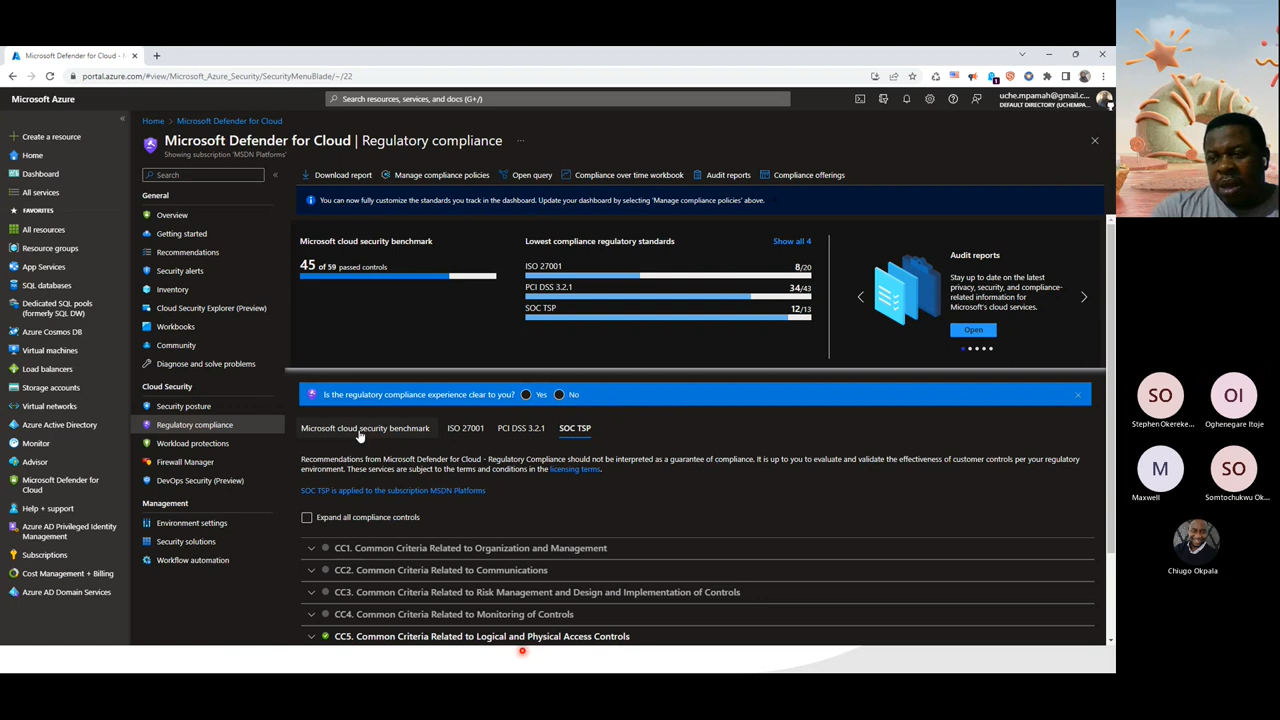 Microsoft Defender for Cloud -
portal.azure.com/#view/Microsoft_Azure_Security/SecurityMenuBlade/~/22
Microsoft Azure
Search resources, services, and docs (G+/)
1
uche.mpamah@gmail.c...
DEFAULT DIRECTORY (UCHEMPA...
Create a resource
Home
Dashboard
All services
FAVORITES
All resources
Resource groups
App Services
SQL databases
Dedicated SQL pools
(formerly SQL DW)
Azure Cosmos DB
Virtual machines
Load balancers
Storage accounts
Virtual networks
Azure Active Directory
Monitor
Advisor
Microsoft Defender for
Cloud
Help + support
Azure AD Privileged Identity
Management
Subscriptions
Cost Management + Billing
Azure AD Domain Services
Home > Microsoft Defender for Cloud
Microsoft Defender for Cloud | Regulatory compliance ...
Showing subscription 'MSDN Platforms'
Search
General
Overview
Getting started
Recommendations
Security alerts
Inventory
Cloud Security Explorer (Preview)
Workbooks
Community
Diagnose and solve problems
Cloud Security
Security posture
Regulatory compliance
Workload protections
Firewall Manager
DevOps Security (Preview)
Management
Environment settings
Security solutions
Workflow automation
Download report
Manage compliance policies
Open query
Compliance over time workbook
Audit reports
Compliance offerings
You can now fully customize the standards you track in the dashboard. Update your dashboard by selecting 'Manage compliance policies' above.
Microsoft cloud security benchmark
45 of 59 passed controls
Lowest compliance regulatory standards
Show all 4
ISO 27001 8/20
PCI DSS 3.2.1 34/43
SOC TSP 12/13
Audit reports
Stay up to date on the latest
privacy, security, and compliance-
related information for
Microsoft's cloud services.
Open
Is the regulatory compliance experience clear to you? Yes No
Microsoft cloud security benchmark ISO 27001 PCI DSS 3.2.1 SOC TSP
Recommendations from Microsoft Defender for Cloud - Regulatory Compliance should not be interpreted as a guarantee of compliance. It is up to you to evaluate and validate the effectiveness of customer controls per your regulatory
environment. These services are subject to the terms and conditions in the licensing terms.
SOC TSP is applied to the subscription MSDN Platforms
Expand all compliance controls
CC1. Common Criteria Related to Organization and Management
CC2. Common Criteria Related to Communications
CC3. Common Criteria Related to Risk Management and Design and Implementation of Controls
CC4. Common Criteria Related to Monitoring of Controls
CC5. Common Criteria Related to Logical and Physical Access Controls
SO
Stephen Okereke...
OI
Oghenegare Itoje
M
Maxwell
SO
Somtochukwu Ok...
Chiugo Okpala